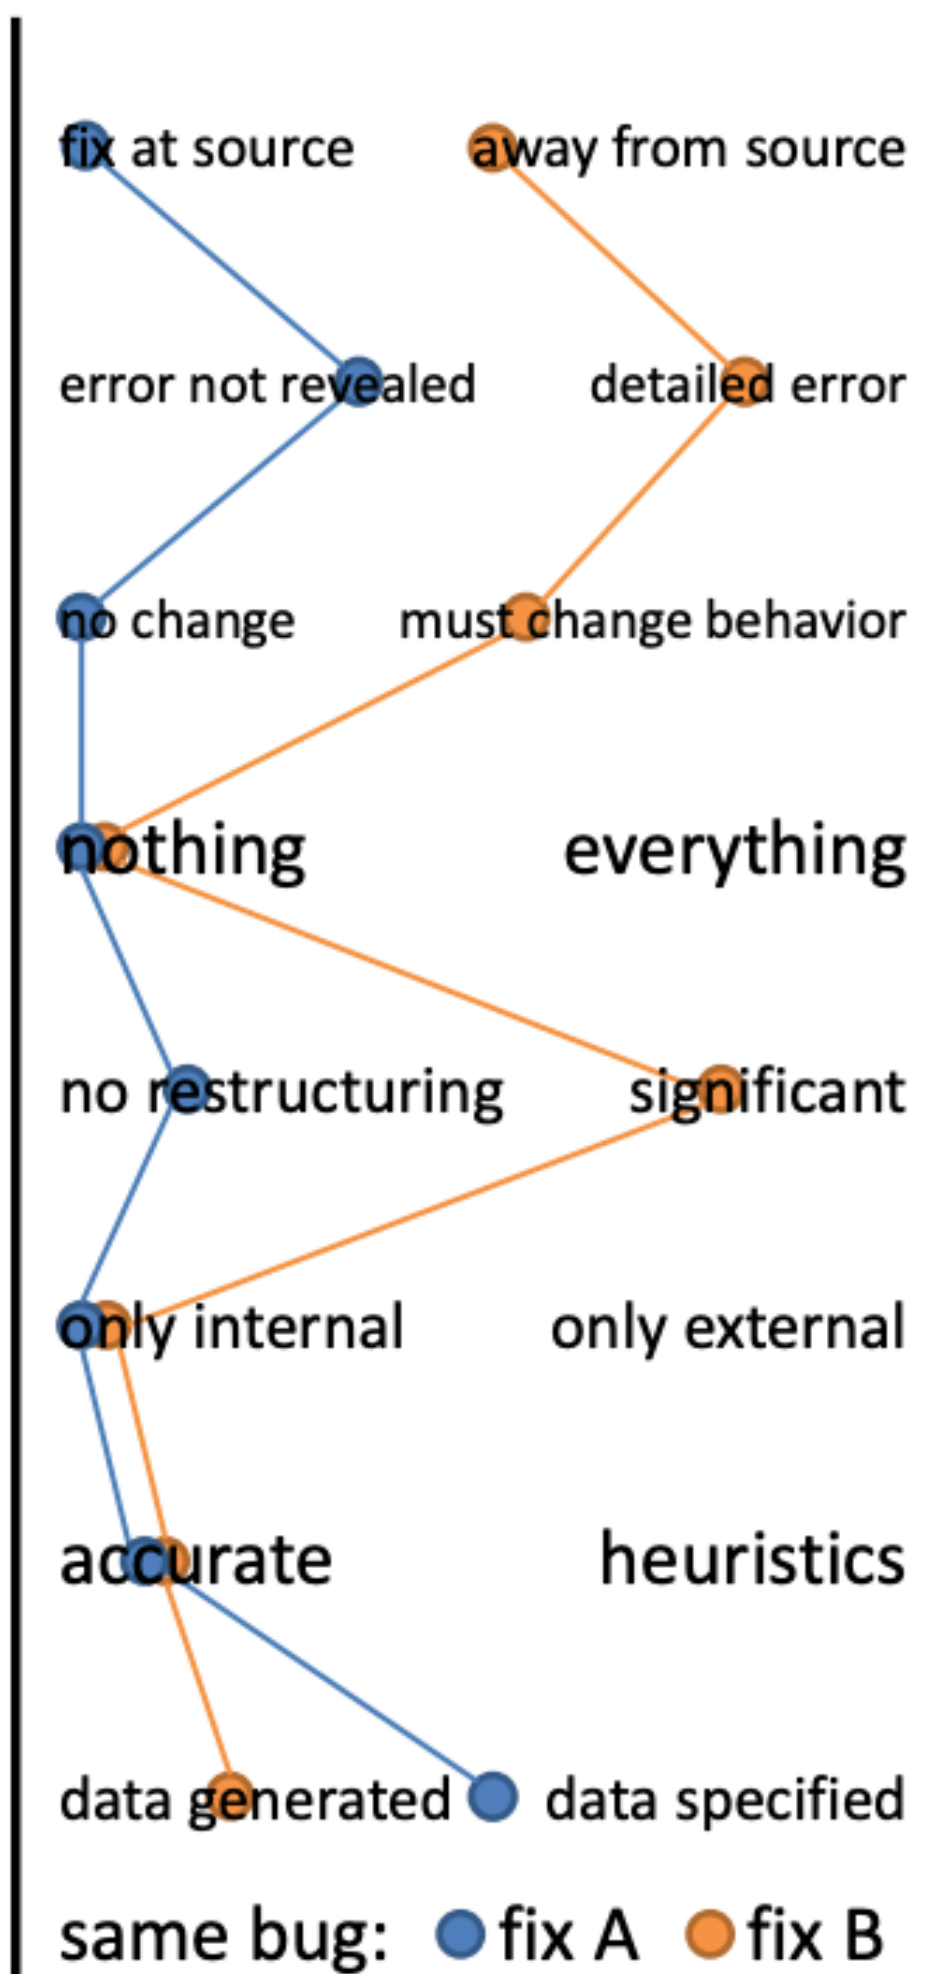 fix at source away from source
error not revealed detailed error
no change must change behavior
nothing everything
no restructuring significant
only internal only external
accurate heuristics
data generated data specified
same bug: fix A fix B